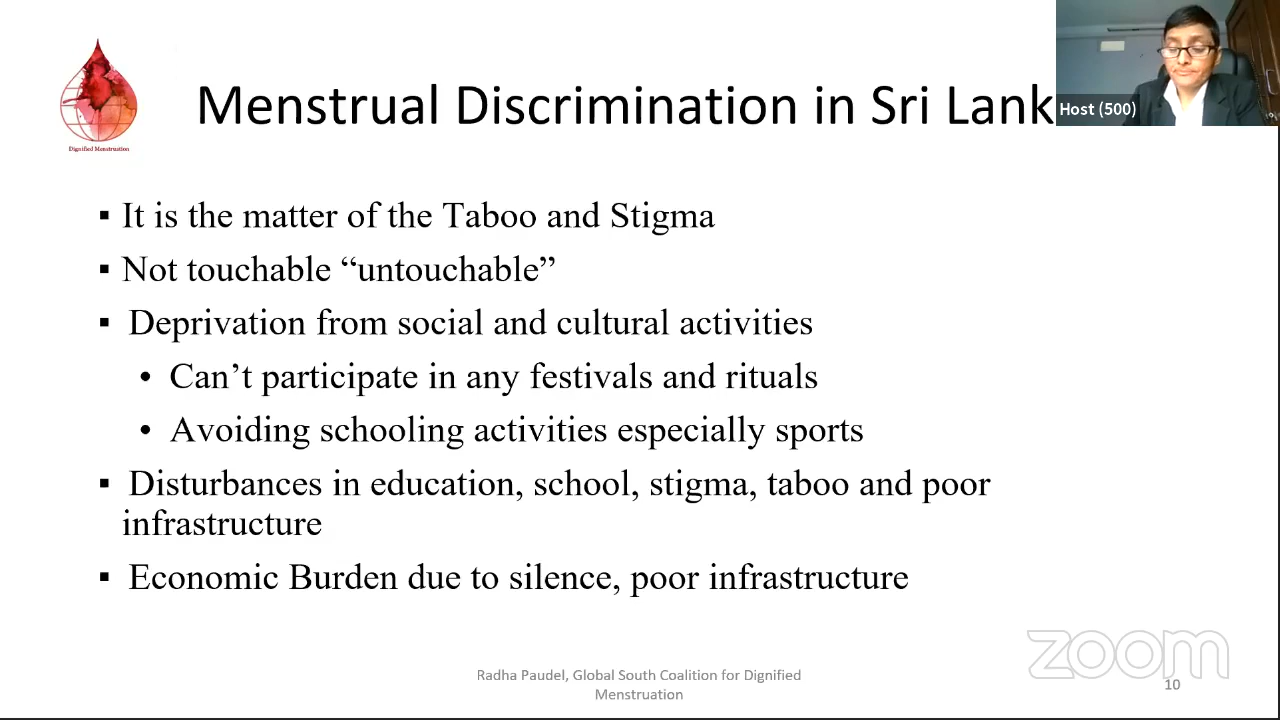 Dignified Menstruation
Menstrual Discrimination in Sri Lank
Host (500)
▪ It is the matter of the Taboo and Stigma
▪ Not touchable “untouchable”
▪ Deprivation from social and cultural activities
• Can’t participate in any festivals and rituals
• Avoiding schooling activities especially sports
▪ Disturbances in education, school, stigma, taboo and poor
infrastructure
▪ Economic Burden due to silence, poor infrastructure
zoom
Radha Paudel, Global South Coalition for Dignified
Menstruation
10